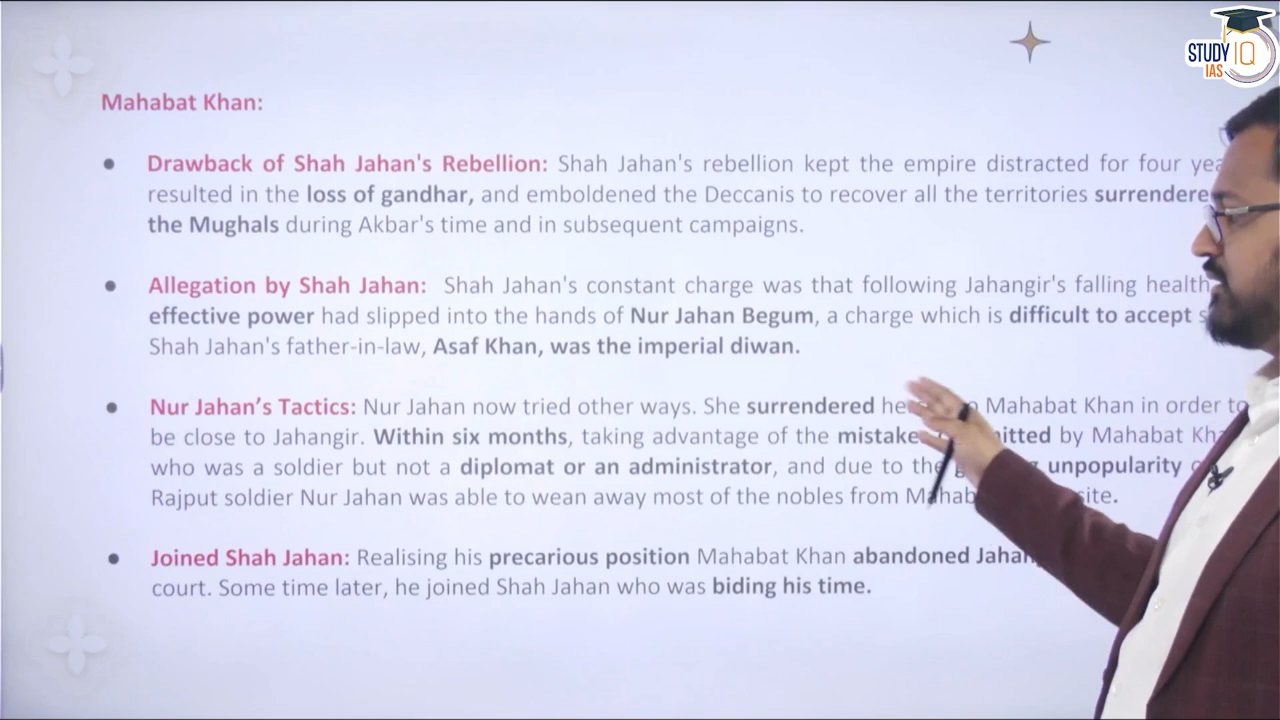 STUDY IQ
IAS
Mahabat Khan:
• Drawback of Shah Jahan's Rebellion: Shah Jahan's rebellion kept the empire distracted for four
resulted in the loss of gandhar, and emboldened the Deccanis to recover all the territories
the Mughals during Akbar's time and in subsequent campaigns.
• Allegation by Shah Jahan: Shah Jahan's constant charge was that following Jahangir's falling health
effective power had slipped into the hands of Nur Jahan Begum, a charge which is difficult to accept
Shah Jahan's father-in-law, Asaf Khan, was the imperial diwan.
• Nur Jahan’s Tactics: Nur Jahan now tried other ways. She surrendered Mahabat Khan in order to
be close to Jahangir. Within six months, taking advantage of the by Mahabat
who was a soldier but not a diplomat or an administrator, and due to the unpopularity
Rajput soldier Nur Jahan was able to wean away most of the nobles from
• Joined Shah Jahan: Realising his precarious position Mahabat Khan abandoned
court. Some time later, he joined Shah Jahan who was biding his time.